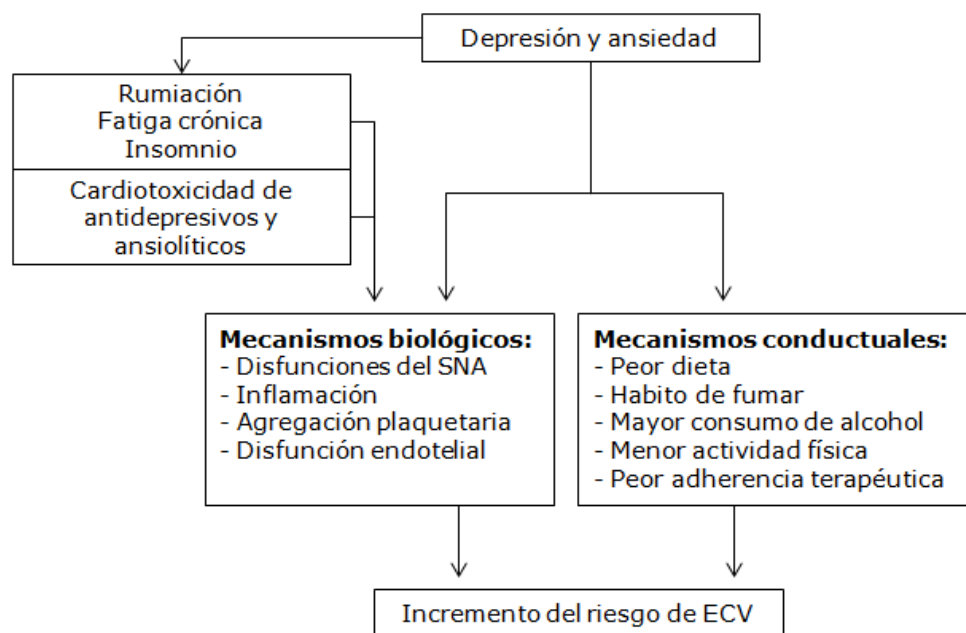 Depresión y ansiedad
Rumiación
Fatiga crónica
Insomnio
Cardiotoxicidad de
antidepresivos y
ansiolíticos
Mecanismos biológicos:
- Disfunciones del SNA
- Inflamación
- Agregación plaquetaria
- Disfunción endotelial
Mecanismos conductuales:
- Peor dieta
- Habito de fumar
- Mayor consumo de alcohol
- Menor actividad física
- Peor adherencia terapéutica
Incremento del riesgo de ECV